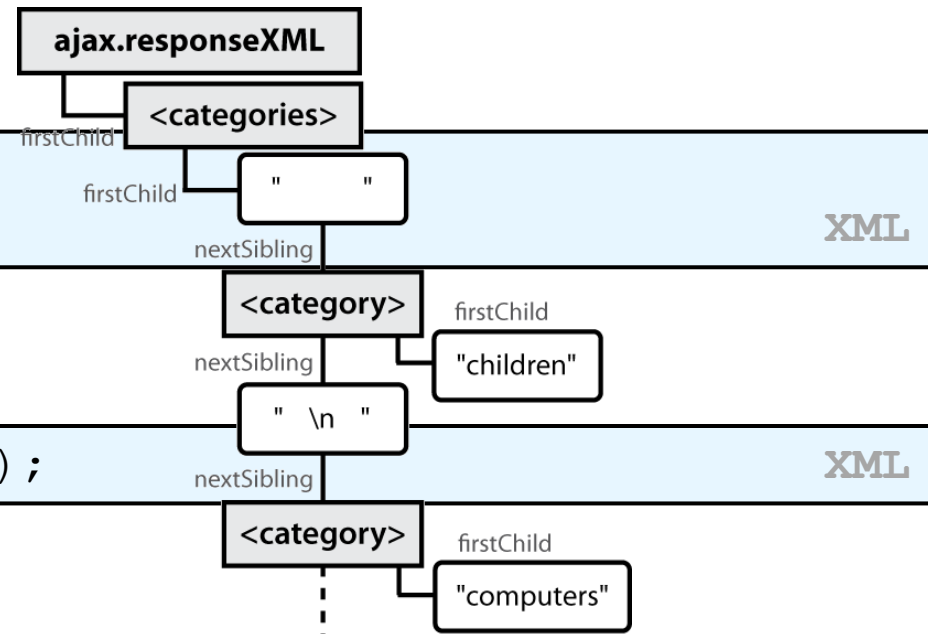 ajax.responseXML
<categories>
firstChild
firstChild
"          "
XML
nextSibling
<category>
firstChild
nextSibling
"children"
"   \n   "
);
XML
nextSibling
<category>
firstChild
"computers"